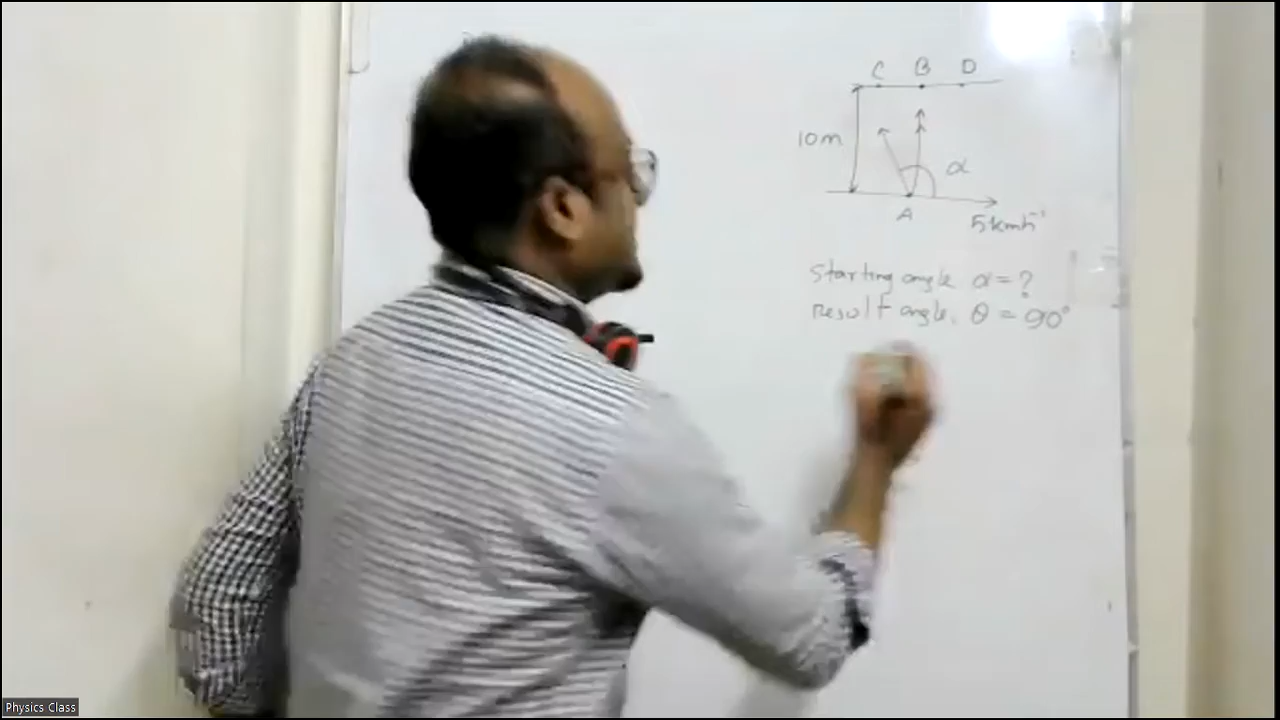 C B D
10m
α
A
5kmh⁻¹
Starting angle α = ?
result angle, θ = 90°
Physics Class